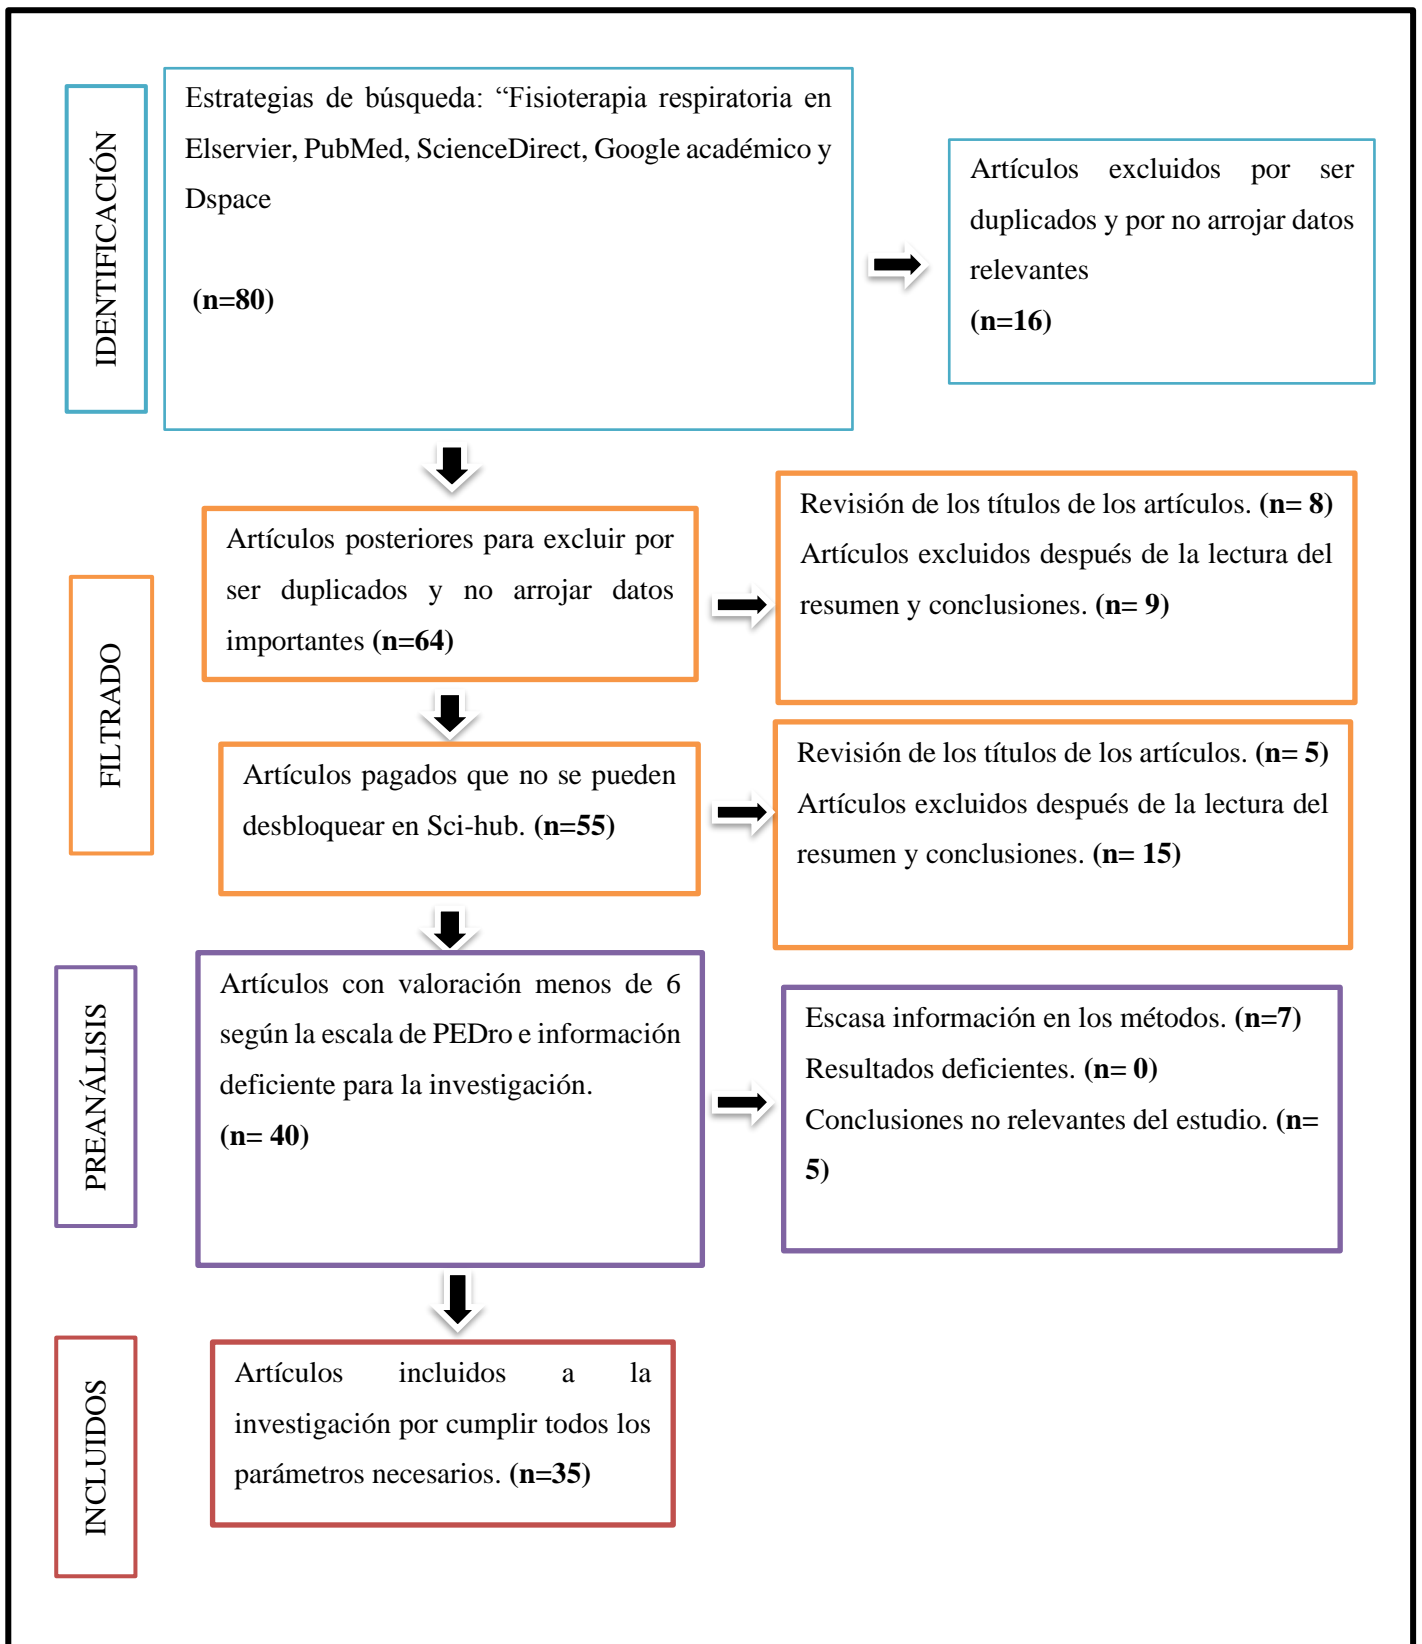 IDENTIFICACIÓN
Estrategias de búsqueda: “Fisioterapia respiratoria en
Elservier, PubMed, ScienceDirect, Google académico y
Dspace
(n=80)
Artículos excluidos por ser
duplicados y por no arrojar datos
relevantes
(n=16)
FILTRADO
Artículos posteriores para excluir por
ser duplicados y no arrojar datos
importantes (n=64)
Revisión de los títulos de los artículos. (n= 8)
Artículos excluidos después de la lectura del
resumen y conclusiones. (n= 9)
Artículos pagados que no se pueden
desbloquear en Sci-hub. (n=55)
Revisión de los títulos de los artículos. (n= 5)
Artículos excluidos después de la lectura del
resumen y conclusiones. (n= 15)
PREANÁLISIS
Artículos con valoración menos de 6
según la escala de PEDro e información
deficiente para la investigación.
(n= 40)
Escasa información en los métodos. (n=7)
Resultados deficientes. (n= 0)
Conclusiones no relevantes del estudio. (n=
5)
INCLUIDOS
Artículos incluidos a la
investigación por cumplir todos los
parámetros necesarios. (n=35)